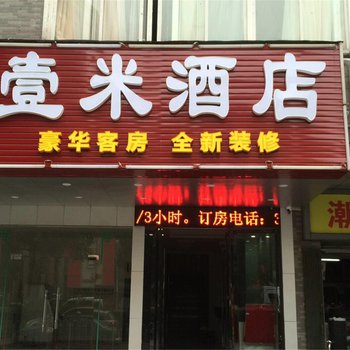 壹米酒店
豪华客房 全新装修
/3小时。订房电话：3
潮